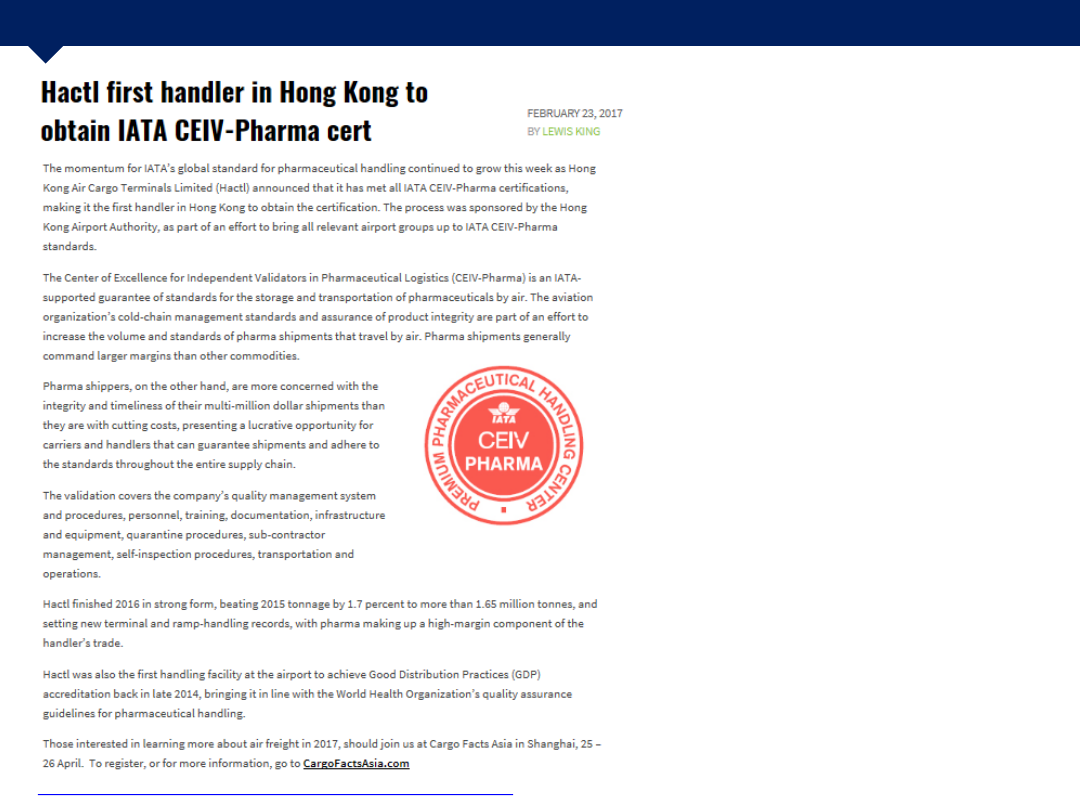 Hactl first handler in Hong Kong to
obtain IATA CEIV-Pharma cert
FEBRUARY 23, 2017
BY LEWIS KING
The momentum for IATA's global standard for pharmaceutical handling continued to grow this week as Hong
Kong Air Cargo Terminals Limited (Hactl) announced that it has met all IATA CEIV-Pharma certifications,
making it the first handler in Hong Kong to obtain the certification. The process was sponsored by the Hong
Kong Airport Authority, as part of an effort to bring all relevant airport groups up to IATA CEIV-Pharma
standards.
The Center of Excellence for Independent Validators in Pharmaceutical Logistics (CEIV-Pharma) is an IATA-
supported guarantee of standards for the storage and transportation of pharmaceuticals by air. The aviation
organization's cold-chain management standards and assurance of product integrity are part of an effort to
increase the volume and standards of pharma shipments that travel by air. Pharma shipments generally
command larger margins than other commodities.
Pharma shippers, on the other hand, are more concerned with the
integrity and timeliness of their multi-million dollar shipments than
they are with cutting costs, presenting a lucrative opportunity for
carriers and handlers that can guarantee shipments and adhere to
the standards throughout the entire supply chain.
PREMIUM PHARMACEUTICAL HANDLING CENTER
IATA
CEIV
PHARMA
The validation covers the company's quality management system
and procedures, personnel, training, documentation, infrastructure
and equipment, quarantine procedures, sub-contractor
management, self-inspection procedures, transportation and
operations.
Hactl finished 2016 in strong form, beating 2015 tonnage by 1.7 percent to more than 1.65 million tonnes, and
setting new terminal and ramp-handling records, with pharma making up a high-margin component of the
handler's trade.
Hactl was also the first handling facility at the airport to achieve Good Distribution Practices (GDP)
accreditation back in late 2014, bringing it in line with the World Health Organization's quality assurance
guidelines for pharmaceutical handling.
Those interested in learning more about air freight in 2017, should join us at Cargo Facts Asia in Shanghai, 25 –
26 April. To register, or for more information, go to CargoFactsAsia.com